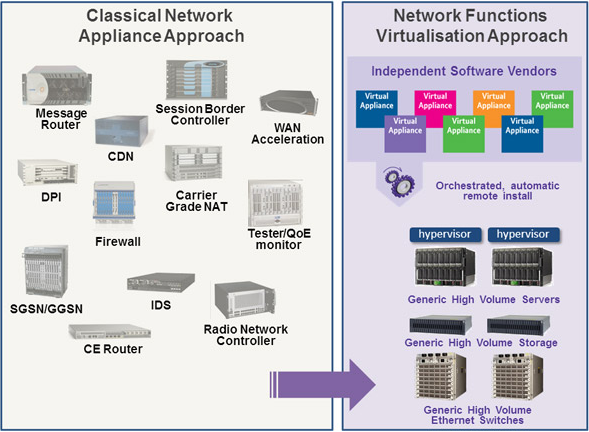 Classical Network
Appliance Approach
Message
Router
Session Border
Controller
WAN
Acceleration
CDN
DPI
Carrier
Grade NAT
Firewall
Tester/QoE
monitor
SGSN/GGSN
IDS
Radio Network
Controller
CE Router
Network Functions
Virtualisation Approach
Independent Software Vendors
Virtual
Appliance
Virtual
Appliance
Virtual
Appliance
Virtual
Appliance
Virtual
Appliance
Virtual
Appliance
Virtual
Appliance
Orchestrated, automatic
remote install
hypervisor
hypervisor
Generic High Volume Servers
Generic High Volume Storage
Generic High Volume
Ethernet Switches